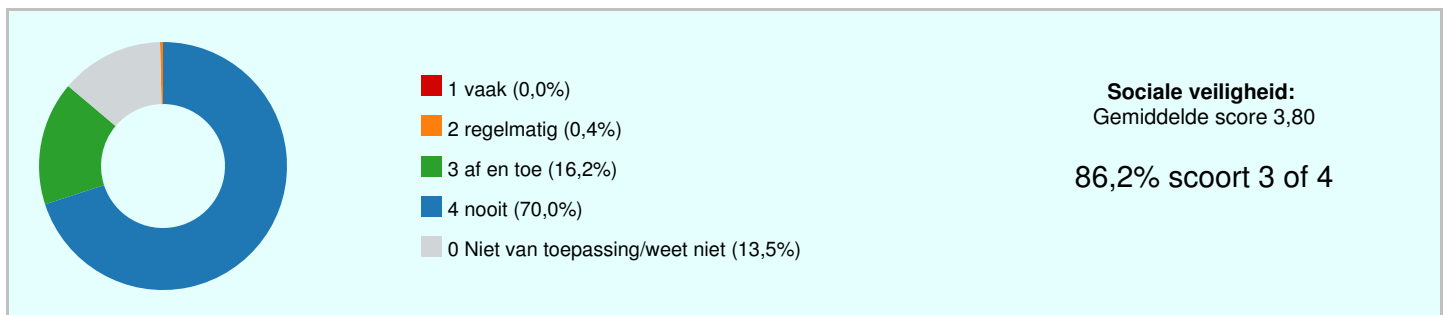 1 vaak (0,0%)
2 regelmatig (0,4%)
3 af en toe (16,2%)
4 nooit (70,0%)
0 Niet van toepassing/weet niet (13,5%)
Sociale veiligheid:
Gemiddelde score 3,80
86,2% scoort 3 of 4